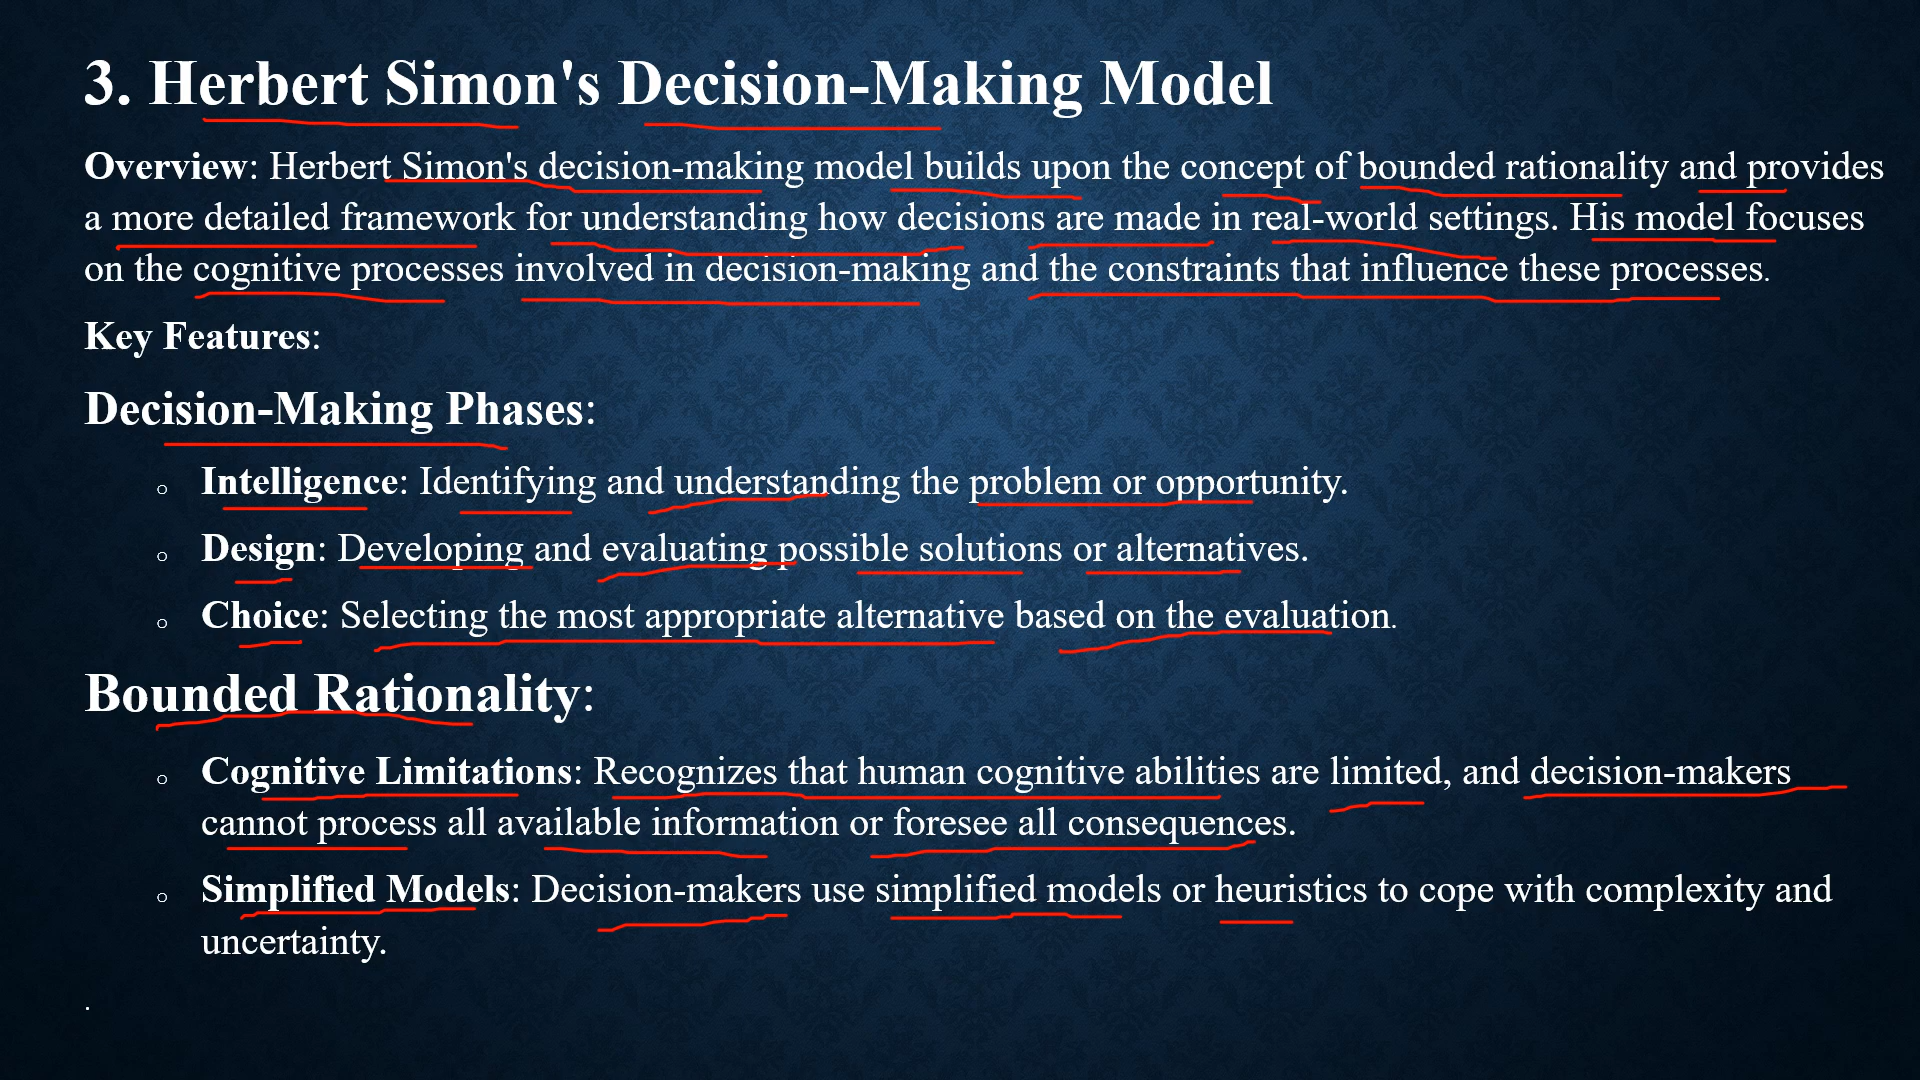 3. Herbert Simon's Decision-Making Model
Overview: Herbert Simon's decision-making model builds upon the concept of bounded rationality and provides
a more detailed framework for understanding how decisions are made in real-world settings. His model focuses
on the cognitive processes involved in decision-making and the constraints that influence these processes.
Key Features:
Decision-Making Phases:
○ Intelligence: Identifying and understanding the problem or opportunity.
○ Design: Developing and evaluating possible solutions or alternatives.
○ Choice: Selecting the most appropriate alternative based on the evaluation.
Bounded Rationality:
○ Cognitive Limitations: Recognizes that human cognitive abilities are limited, and decision-makers
cannot process all available information or foresee all consequences.
○ Simplified Models: Decision-makers use simplified models or heuristics to cope with complexity and
uncertainty.
.